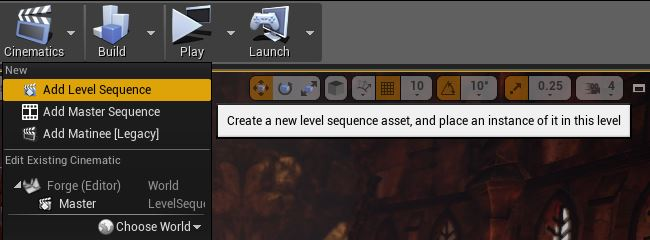 Cinematics Build Play Launch
New
Add Level Sequence
10 10° 0.25 4
Add Master Sequence
Create a new level sequence asset, and place an instance of it in this level
Add Matinee [Legacy]
Edit Existing Cinematic
Forge (Editor) World
Master LevelSeque
Choose World